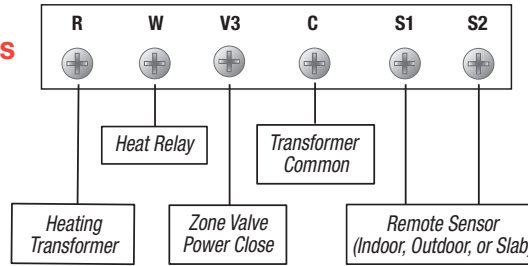 R W V3 C S1 S2
s
Heat Relay
Transformer
Common
Heating
Transformer
Zone Valve
Power Close
Remote Sensor
(Indoor, Outdoor, or Slab)